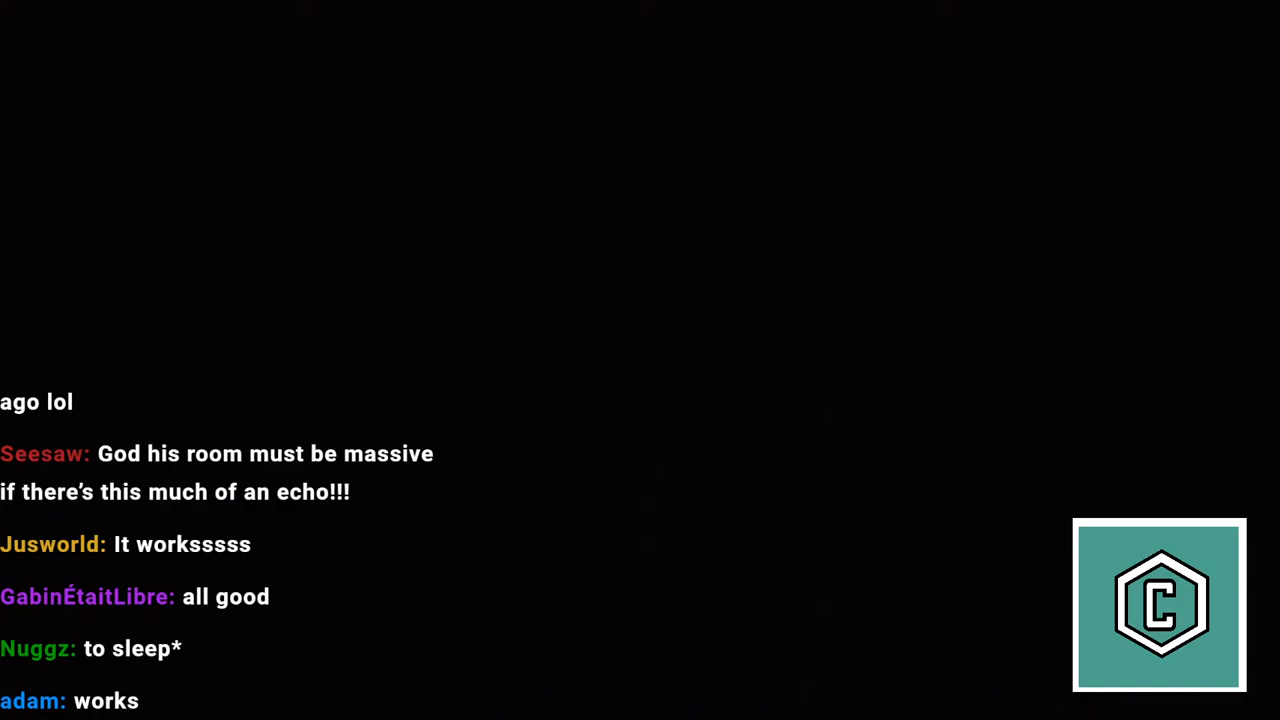 ago lol
Seesaw: God his room must be massive
if there's this much of an echo!!!
Jusworld: It worksssss
GabinÉtaitLibre: all good
Nuggz: to sleep*
adam: works
C